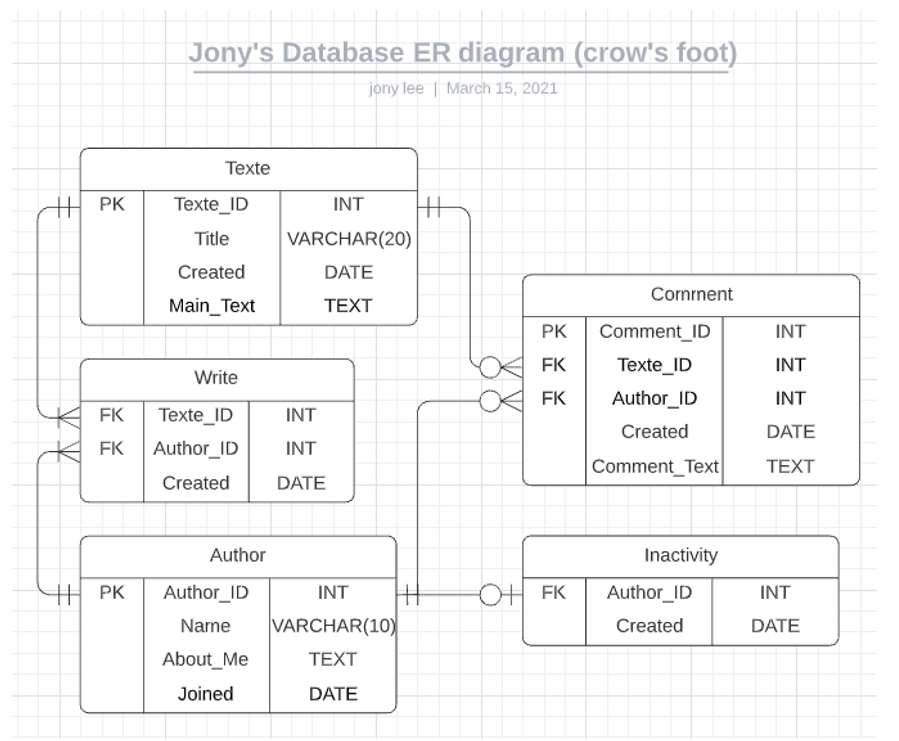 Jony's Database ER diagram (crow's foot)
jony lee | March 15, 2021
Texte
PK Texte_ID INT
Title VARCHAR(20)
Created DATE
Main_Text TEXT
Comment
PK Comment_ID INT
FK Texte_ID INT
FK Author_ID INT
Created DATE
Comment_Text TEXT
Write
FK Texte_ID INT
FK Author_ID INT
Created DATE
Author
PK Author_ID INT
Name VARCHAR(10)
About_Me TEXT
Joined DATE
Inactivity
FK Author_ID INT
Created DATE